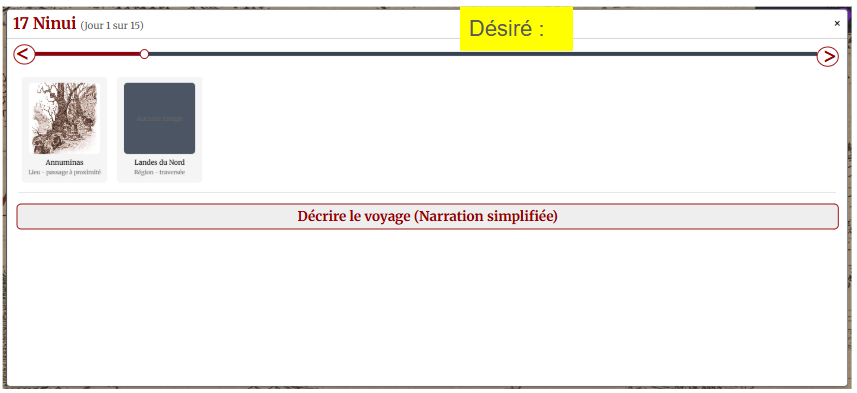 17 Ninui (Jour 1 sur 15)
Désiré :
×
<
>
Aucune image
Annuminas
Lieu - passage à proximité
Landes du Nord
Région - traversée
Décrire le voyage (Narration simplifiée)